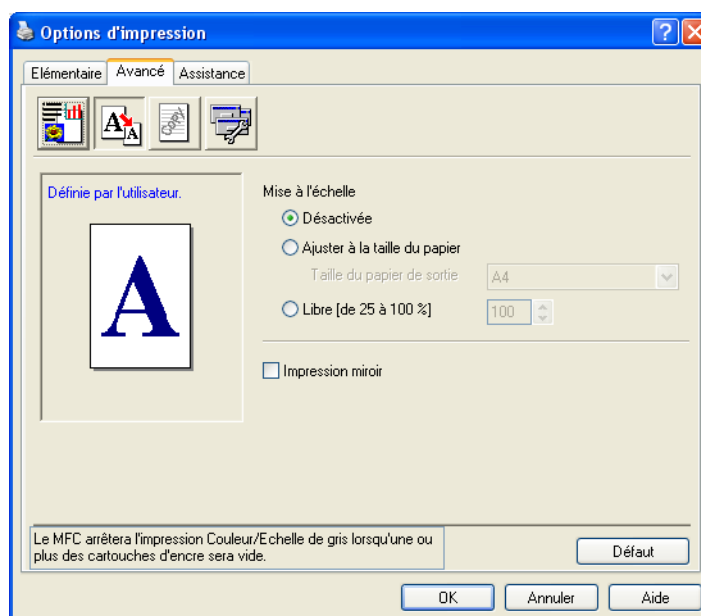 Options d'impression
Elémentaire Avancé Assistance
A A COPY
Définie par l'utilisateur.
A
Mise à l'échelle
Désactivée
Ajuster à la taille du papier
Taille du papier de sortie A4
Libre [de 25 à 100 %] 100
Impression miroir
Le MFC arrêtera l'impression Couleur/Echelle de gris lorsqu'une ou
plus des cartouches d'encre sera vide.
Défaut
OK Annuler Aide